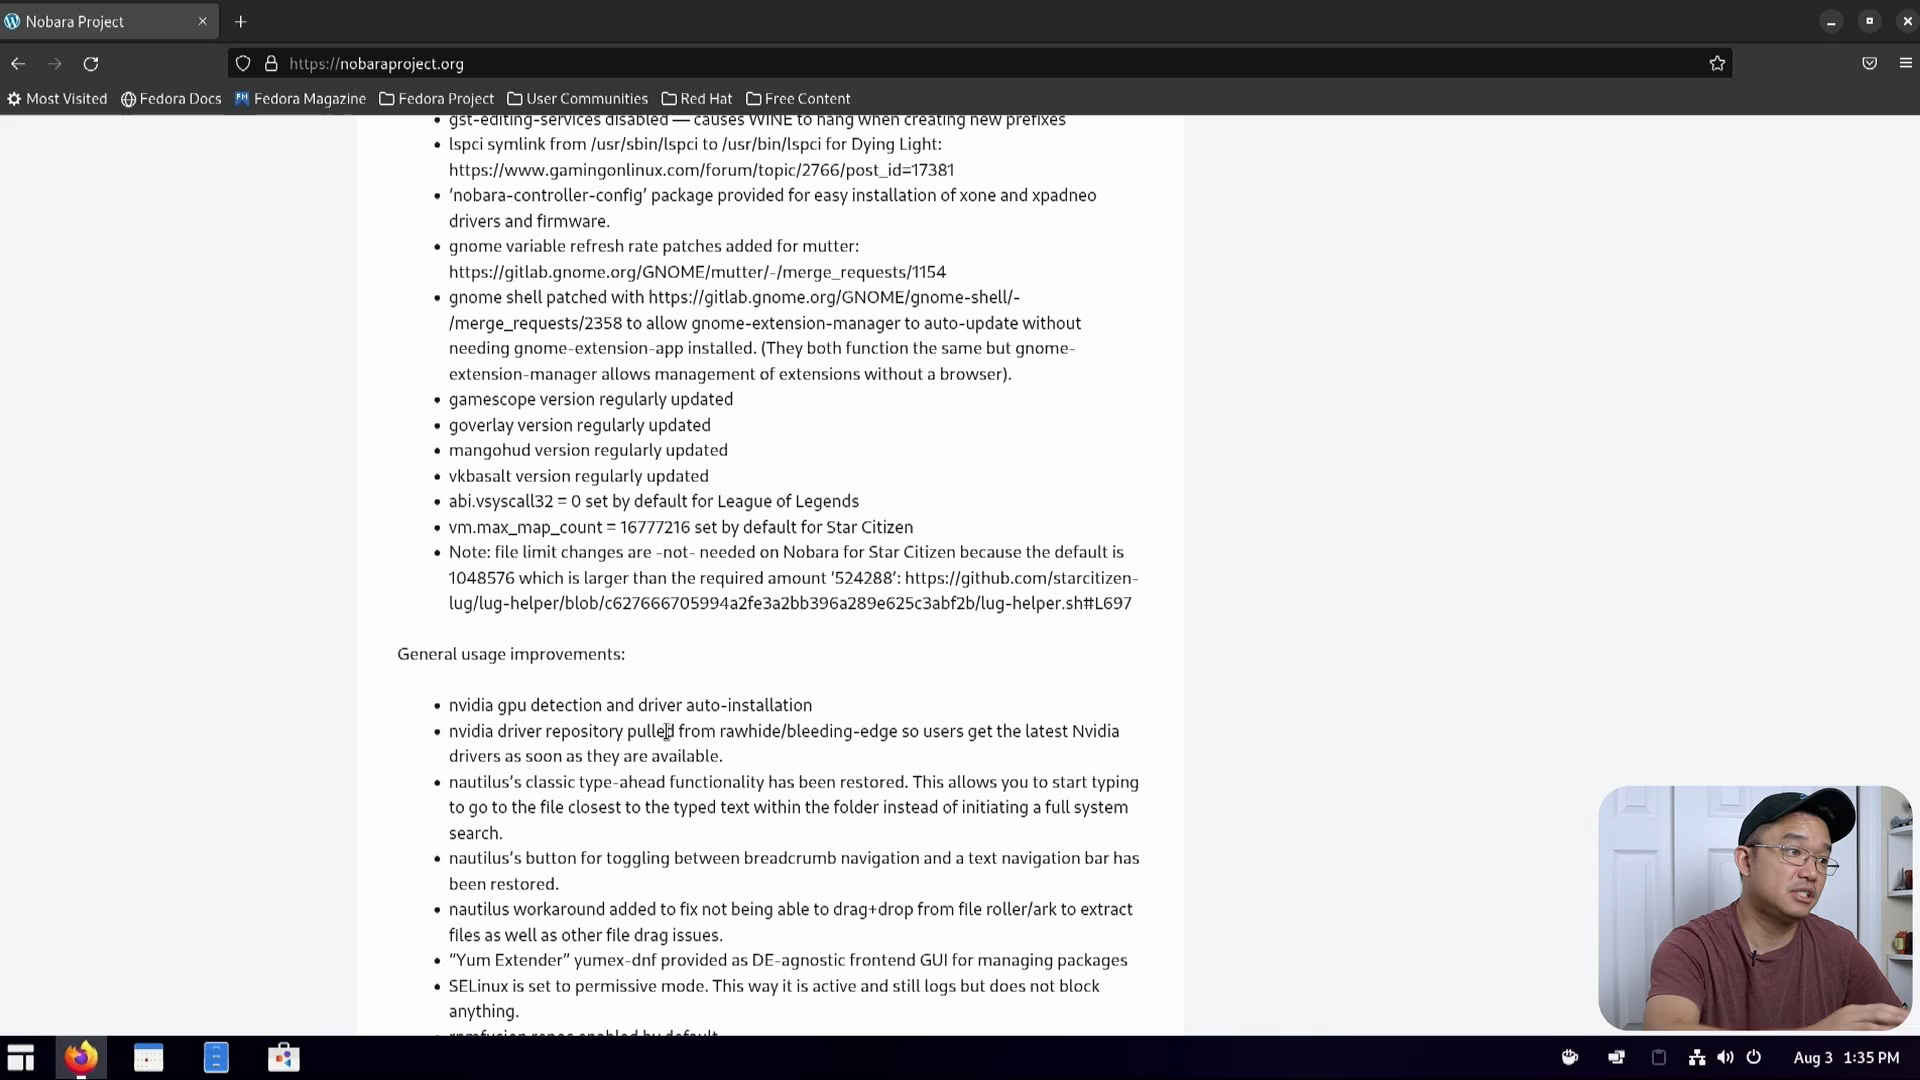 Nobara Project
https://nobaraproject.org
Most Visited
Fedora Docs
Fedora Magazine
Fedora Project
User Communities
Red Hat
Free Content
gst-editing-services disabled — causes WINE to hang when creating new prefixes
lspci symlink from /usr/sbin/lspci to /usr/bin/lspci for Dying Light:
https://www.gamingonlinux.com/forum/topic/2766/post_id=17381
‘nobara-controller-config’ package provided for easy installation of xone and xpadneo
drivers and firmware.
gnome variable refresh rate patches added for mutter:
https://gitlab.gnome.org/GNOME/mutter/-/merge_requests/1154
gnome shell patched with https://gitlab.gnome.org/GNOME/gnome-shell/-
/merge_requests/2358 to allow gnome-extension-manager to auto-update without
needing gnome-extension-app installed. (They both function the same but gnome-
extension-manager allows management of extensions without a browser).
gamescope version regularly updated
goverlay version regularly updated
mangohud version regularly updated
vkbasalt version regularly updated
abi.vsyscall32 = 0 set by default for League of Legends
vm.max_map_count = 16777216 set by default for Star Citizen
Note: file limit changes are -not- needed on Nobara for Star Citizen because the default is
1048576 which is larger than the required amount ‘524288’: https://github.com/starcitizen-
lug/lug-helper/blob/c627666705994a2fe3a2bb396a289e625c3abf2b/lug-helper.sh#L697
General usage improvements:
nvidia gpu detection and driver auto-installation
nvidia driver repository pulled from rawhide/bleeding-edge so users get the latest Nvidia
drivers as soon as they are available.
nautilus’s classic type-ahead functionality has been restored. This allows you to start typing
to go to the file closest to the typed text within the folder instead of initiating a full system
search.
nautilus’s button for toggling between breadcrumb navigation and a text navigation bar has
been restored.
nautilus workaround added to fix not being able to drag+drop from file roller/ark to extract
files as well as other file drag issues.
“Yum Extender” yumex-dnf provided as DE-agnostic frontend GUI for managing packages
SELinux is set to permissive mode. This way it is active and still logs but does not block
anything.
rpmfusion repos enabled by default
Aug 3 1:35 PM